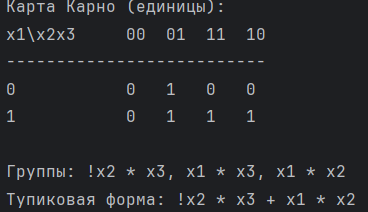 Карта Карно (единицы):
x1\x2x3 00 01 11 10
---------------------------
0 0 1 0 0
1 0 1 1 1
Группы: !x2 * x3, x1 * x3, x1 * x2
Тупиковая форма: !x2 * x3 + x1 * x2